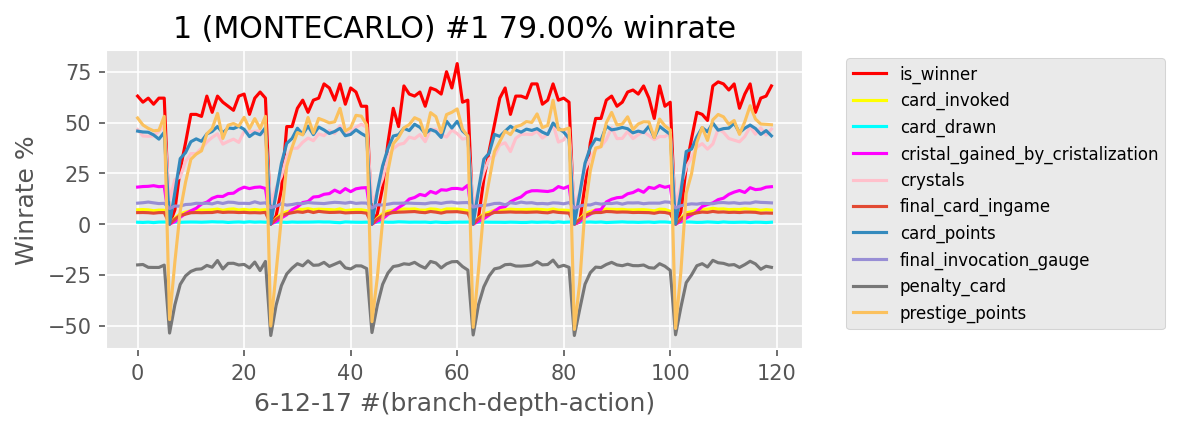 1 (MONTECARLO) #1 79.00% winrate
Winrate %
75
50
25
0
−25
−50
0 20 40 60 80 100 120
6-12-17 #(branch-depth-action)
is_winner
card_invoked
card_drawn
cristal_gained_by_cristalization
crystals
final_card_ingame
card_points
final_invocation_gauge
penalty_card
prestige_points